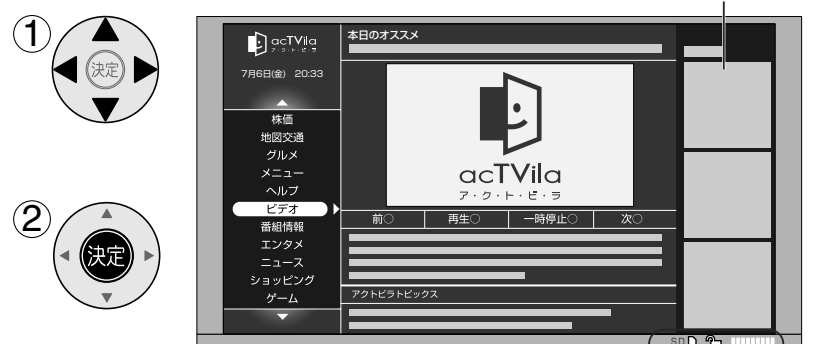 ①
決定
②
決定
acTVila
ア・ク・ト・ビ・ラ
7月6日(金) 20:33
株価
地図交通
グルメ
メニュー
ヘルプ
ビデオ
番組情報
エンタメ
ニュース
ショッピング
ゲーム
本日のオススメ
acTVila
ア・ク・ト・ビ・ラ
前○ 再生○ 一時停止○ 次○
アクトビラトピックス
SD